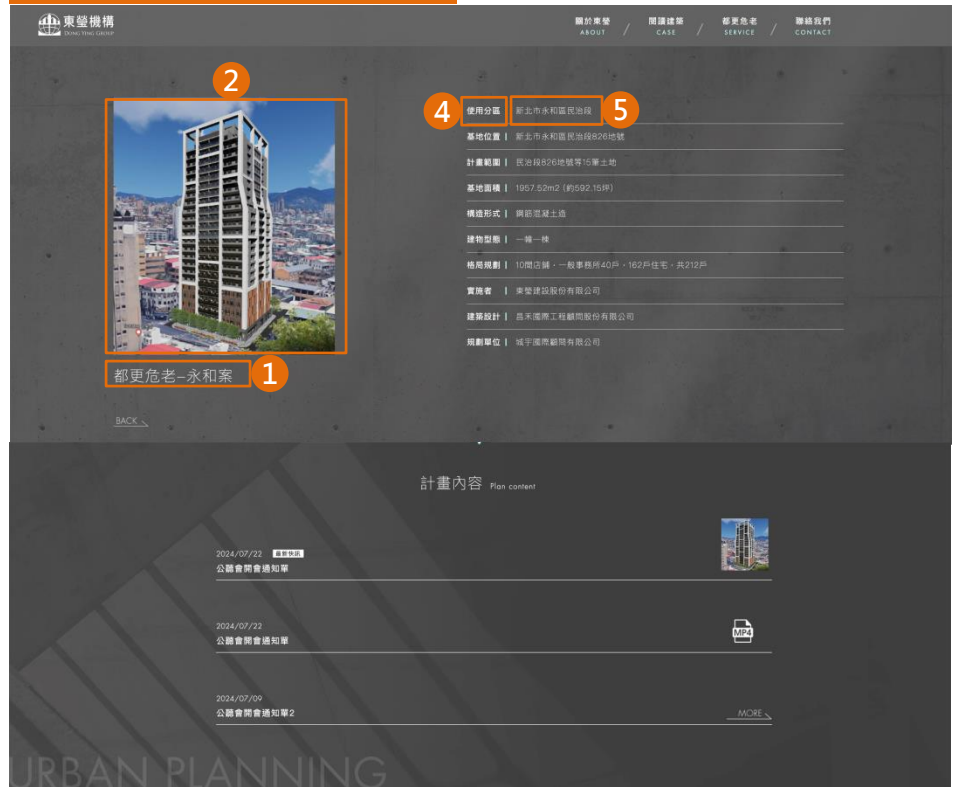 東瑩機構
DONG YING GROUP
關於東瑩
ABOUT
/
閱讀建築
CASE
/
都更危老
SERVICE
/
聯絡我們
CONTACT
2
4
使用分區 新北市永和區民治段
5
基地位置 | 新北市永和區民治段826地號
計畫範圍 | 民治段826地號等15筆土地
基地面積 | 1957.52m2 (約592.15坪)
構造形式 | 鋼筋混凝土造
建物型態 | 一幢一棟
格局規劃 | 10間店舖、一般事務所40戶、162戶住宅、共212戶
實施者 | 東瑩建設股份有限公司
建築設計 | 昌禾國際工程顧問股份有限公司
規劃單位 | 城宇國際顧問有限公司
都更危老–永和案
1
BACK
計畫內容 Plan content
2024/07/22 最新快訊
公聽會開會通知單
2024/07/22
公聽會開會通知單
MP4
2024/07/09
公聽會開會通知單2
MORE
URBAN PLANNING